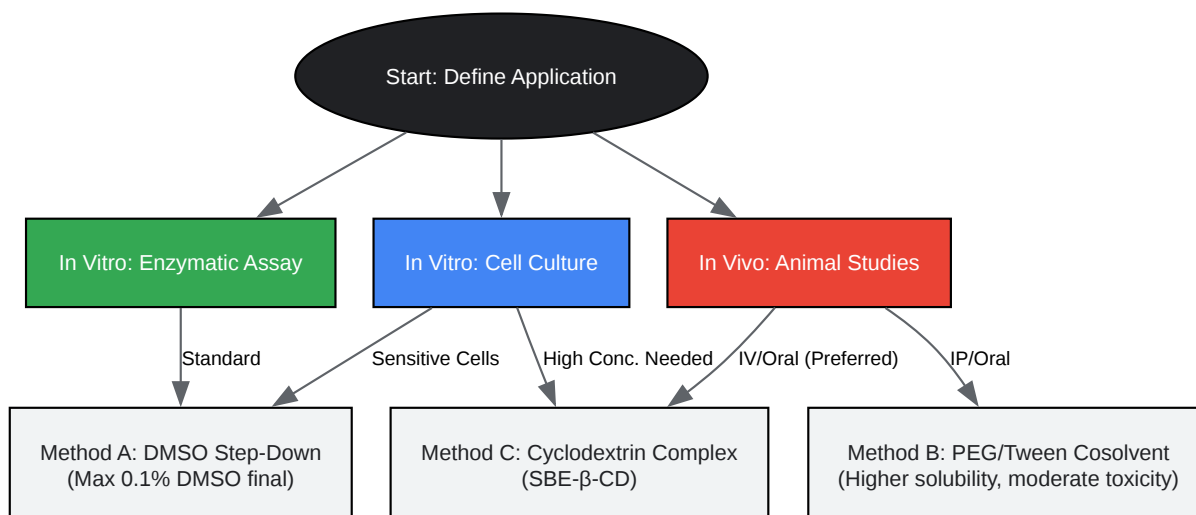 Start: Define Application
In Vitro: Enzymatic Assay
In Vitro: Cell Culture
In Vivo: Animal Studies
Standard
Sensitive Cells
High Conc. Needed
IV/Oral (Preferred)
IP/Oral
Method A: DMSO Step-Down
(Max 0.1% DMSO final)
Method C: Cyclodextrin Complex
(SBE-β-CD)
Method B: PEG/Tween Cosolvent
(Higher solubility, moderate toxicity)